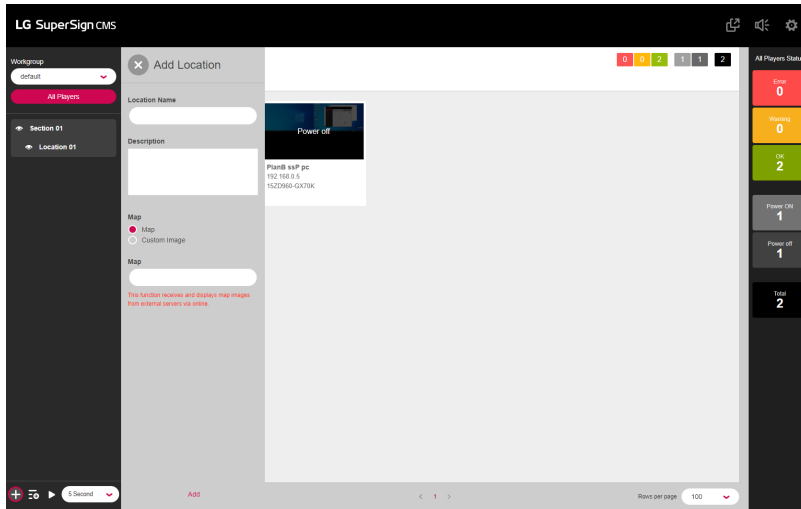 LG SuperSign CMS
Workgroup
default
All Players
Section 01
Location 01
5 Second
Add Location
Location Name
Description
Map
Map
Custom Image
Map
This function receives and displays map images
from external servers via online.
Add
0 0 2 1 1 2
Power off
PlanB ssP pc
192.168.0.5
15ZD960-GX70K
< 1 >
Rows per page 100
All Players Statu
Error
0
Warning
0
OK
2
Power ON
1
Power off
1
Total
2